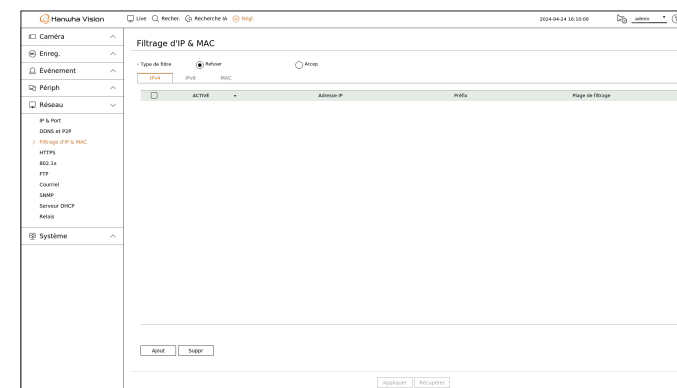 Hanwha Vision
Live Recher. Recherche IA Régl. 2024-04-24 16:10:00 admin
Caméra
Enreg.
Événement
Périph
Réseau
IP & Port
DDNS et P2P
Filtrage d'IP & MAC
HTTPS
802.1x
FTP
Courriel
SNMP
Serveur DHCP
Relais
Système
Filtrage d'IP & MAC
- Type de filtre Refuser Accep.
IPv4 IPv6 MAC
ACTIVE Adresse IP Préfix Plage de filtrage
Ajout Suppr
Appliquer Récupérer